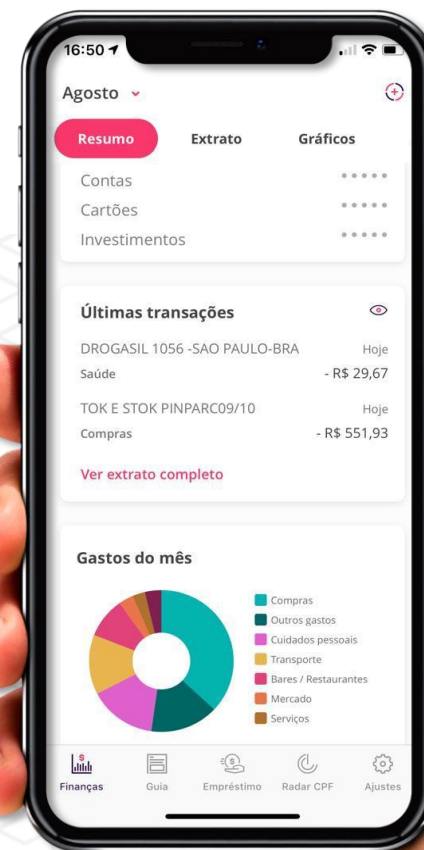 16:50
Agosto
Resumo Extrato Gráficos
Contas
Cartões
Investimentos
Últimas transações
DROGASIL 1056 -SAO PAULO-BRA Hoje
Saúde - R$ 29,67
TOK E STOK PINPARC09/10 Hoje
Compras - R$ 551,93
Ver extrato completo
Gastos do mês
Compras
Outros gastos
Cuidados pessoais
Transporte
Bares / Restaurantes
Mercado
Serviços
Finanças Guia Empréstimo Radar CPF Ajustes